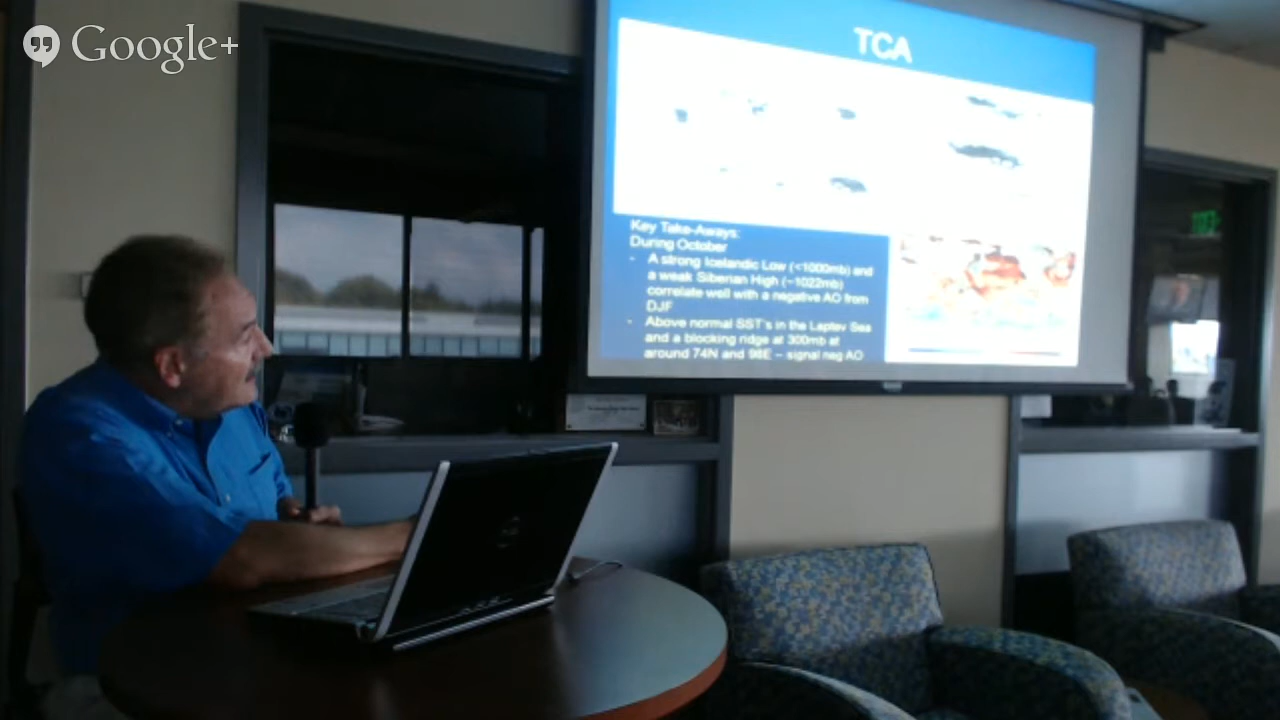 Google+
TCA
Key Take-Aways:
During October
- A strong Icelandic Low (<1000mb) and
a weak Siberian High (~1022mb)
correlate well with a negative AO from
DJF
- Above normal SST's in the Laptev Sea
and a blocking ridge at 300mb at
around 74N and 98E – signal neg AO